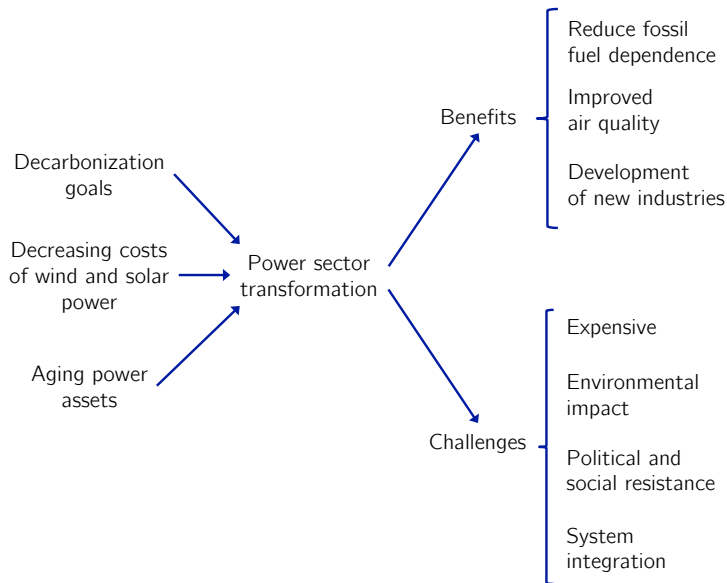 Decarbonization
goals
Decreasing costs
of wind and solar
power
Aging power
assets
Power sector
transformation
Benefits
Reduce fossil
fuel dependence
Improved
air quality
Development
of new industries
Challenges
Expensive
Environmental
impact
Political and
social resistance
System
integration